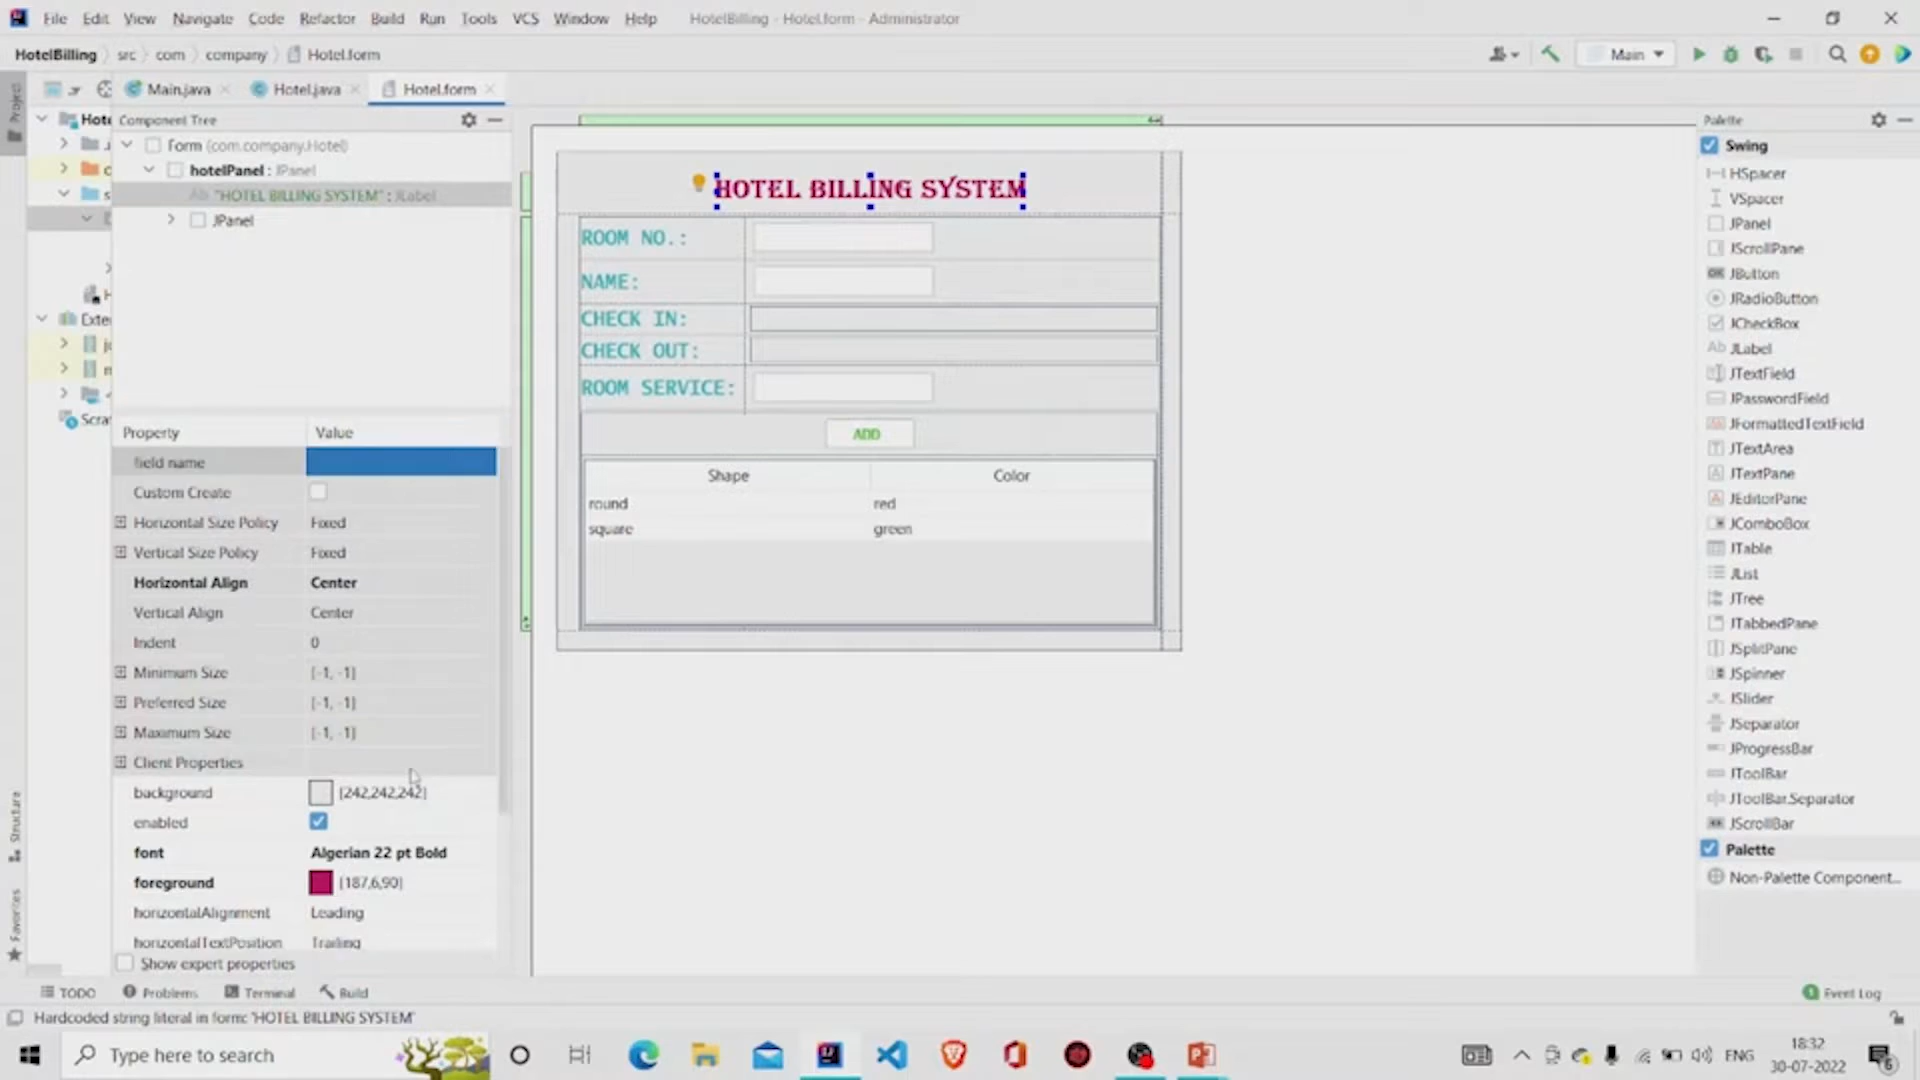 File Edit View Navigate Code Refactor Build Run Tools VCS Window Help HotelBilling - Hotel.form - Administrator
HotelBilling src com company Hotel.form Main
Main.java Hotel.java Hotel.form
Project
Component Tree
Form (com.company.Hotel)
hotelPanel : JPanel
Ab "HOTEL BILLING SYSTEM" : JLabel
JPanel
Property Value
field name
Custom Create
Horizontal Size Policy Fixed
Vertical Size Policy Fixed
Horizontal Align Center
Vertical Align Center
Indent 0
Minimum Size [-1, -1]
Preferred Size [-1, -1]
Maximum Size [-1, -1]
Client Properties
background [242,242,242]
enabled
font Algerian 22 pt Bold
foreground [187,6,90]
horizontalAlignment Leading
horizontalTextPosition Trailing
Show expert properties
Structure
Favorites
HOTEL BILLING SYSTEM
ROOM NO.:
NAME:
CHECK IN:
CHECK OUT:
ROOM SERVICE:
ADD
Shape Color
round red
square green
Palette
Swing
HSpacer
VSpacer
JPanel
JScrollPane
JButton
JRadioButton
JCheckBox
JLabel
JTextField
JPasswordField
JFormattedTextField
JTextArea
JTextPane
JEditorPane
JComboBox
JTable
JList
JTree
JTabbedPane
JSplitPane
JSpinner
JSlider
JSeparator
JProgressBar
JToolBar
JToolBar.Separator
JScrollBar
Palette
Non-Palette Component...
TODO Problems Terminal Build Event Log
Hardcoded string literal in form: 'HOTEL BILLING SYSTEM'
Type here to search
ENG
18:32
30-07-2022
6